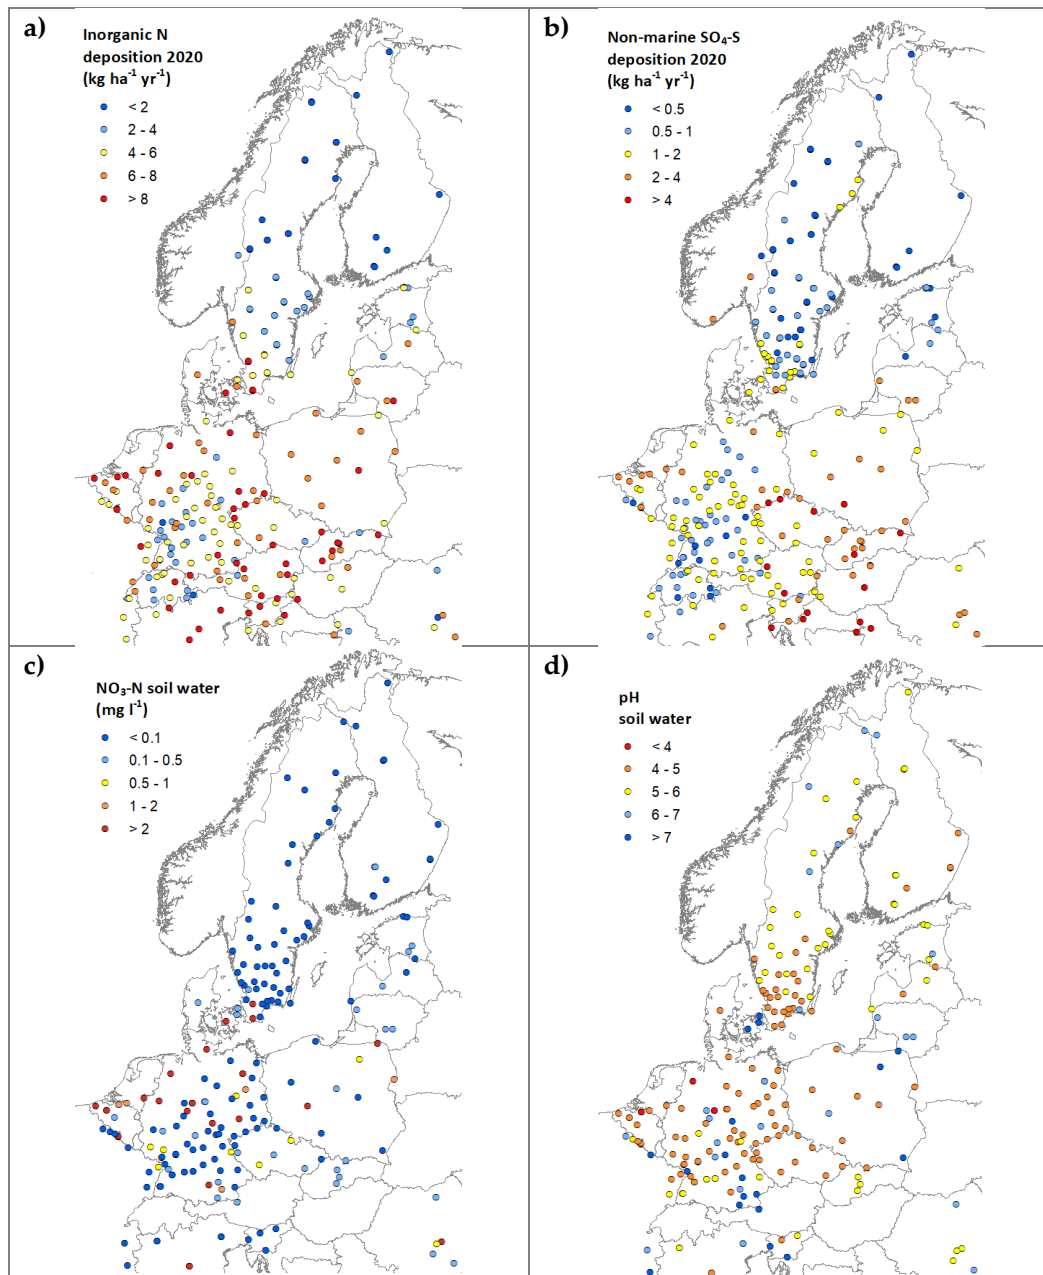 a)
Inorganic N
deposition 2020
(kg ha⁻¹ yr⁻¹)
< 2
2 - 4
4 - 6
6 - 8
> 8
b)
Non-marine SO₄-S
deposition 2020
(kg ha⁻¹ yr⁻¹)
< 0.5
0.5 - 1
1 - 2
2 - 4
> 4
c)
NO₃-N soil water
(mg l⁻¹)
< 0.1
0.1 - 0.5
0.5 - 1
1 - 2
> 2
d)
pH
soil water
< 4
4 - 5
5 - 6
6 - 7
> 7